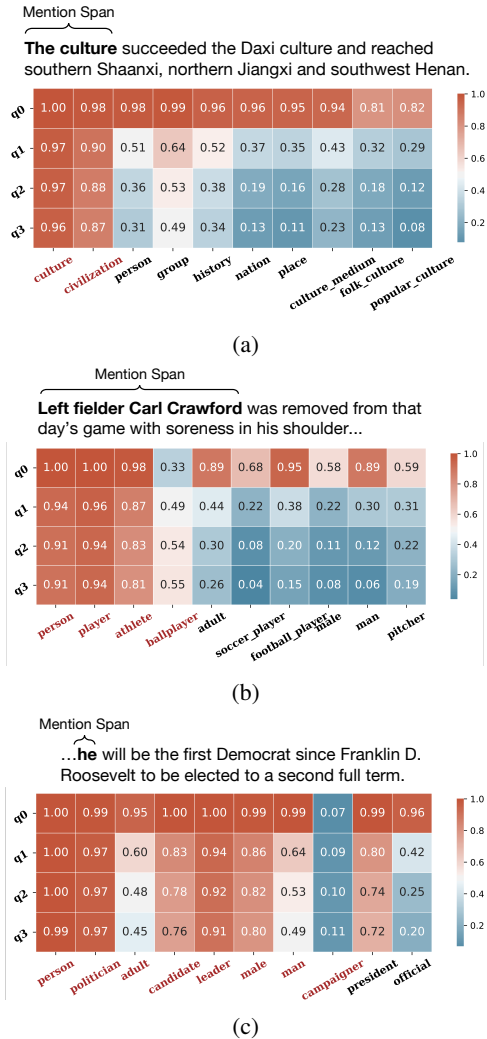 Mention Span
The culture succeeded the Daxi culture and reached
southern Shaanxi, northern Jiangxi and southwest Henan.
q0 1.00 0.98 0.98 0.99 0.96 0.96 0.95 0.94 0.81 0.82
q1 0.97 0.90 0.51 0.64 0.52 0.37 0.35 0.43 0.32 0.29
q2 0.97 0.88 0.36 0.53 0.38 0.19 0.16 0.28 0.18 0.12
q3 0.96 0.87 0.31 0.49 0.34 0.13 0.11 0.23 0.13 0.08
culture civilization person group history nation place culture_medium folk_culture popular_culture
1.0
0.8
0.6
0.4
0.2
(a)
Mention Span
Left fielder Carl Crawford was removed from that
day's game with soreness in his shoulder...
q0 1.00 1.00 0.98 0.33 0.89 0.68 0.95 0.58 0.89 0.59
q1 0.94 0.96 0.87 0.49 0.44 0.22 0.38 0.22 0.30 0.31
q2 0.91 0.94 0.83 0.54 0.30 0.08 0.20 0.11 0.12 0.22
q3 0.91 0.94 0.81 0.55 0.26 0.04 0.15 0.08 0.06 0.19
person player athlete ballplayer adult soccer_player football_player male man pitcher
1.0
0.8
0.6
0.4
0.2
(b)
Mention Span
...he will be the first Democrat since Franklin D.
Roosevelt to be elected to a second full term.
q0 1.00 0.99 0.95 1.00 1.00 0.99 0.99 0.07 0.99 0.96
q1 1.00 0.97 0.60 0.83 0.94 0.86 0.64 0.09 0.80 0.42
q2 1.00 0.97 0.48 0.78 0.92 0.82 0.53 0.10 0.74 0.25
q3 0.99 0.97 0.45 0.76 0.91 0.80 0.49 0.11 0.72 0.20
person politician adult candidate leader male man campaigner president official
1.0
0.8
0.6
0.4
0.2
(c)